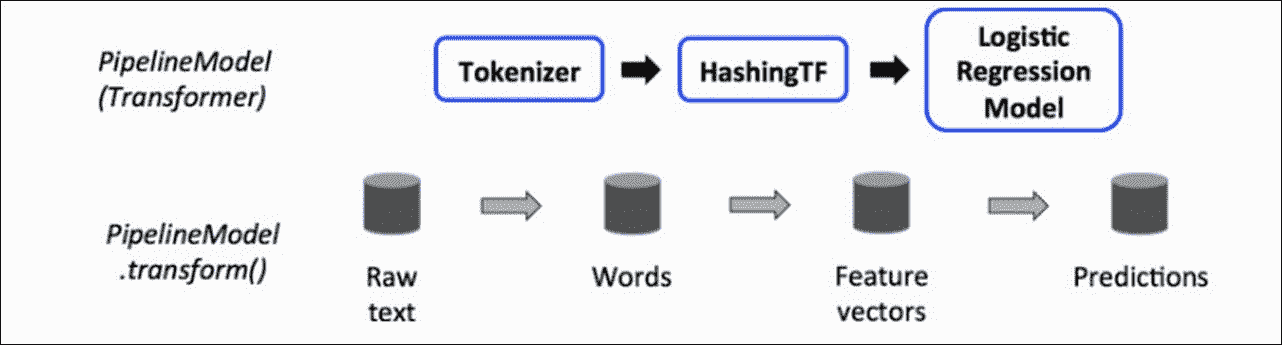 PipelineModel
(Transformer)
Tokenizer
HashingTF
Logistic
Regression
Model
PipelineModel
.transform()
Raw
text
Words
Feature
vectors
Predictions